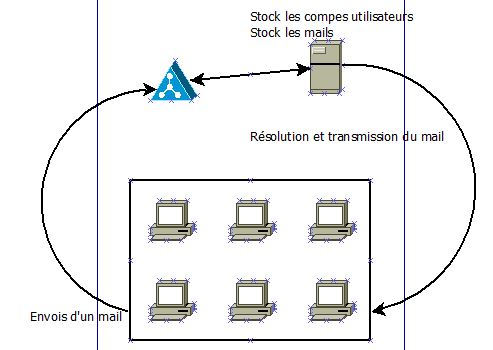 Stock les compes utilisateurs
Stock les mails
Résolution et transmission du mail
Envois d'un mail